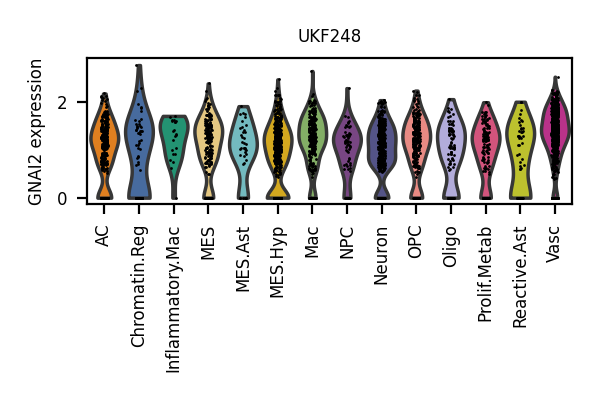 UKF248
GNAI2 expression
2
0
AC
Chromatin.Reg
Inflammatory.Mac
MES
MES.Ast
MES.Hyp
Mac
NPC
Neuron
OPC
Oligo
Prolif.Metab
Reactive.Ast
Vasc